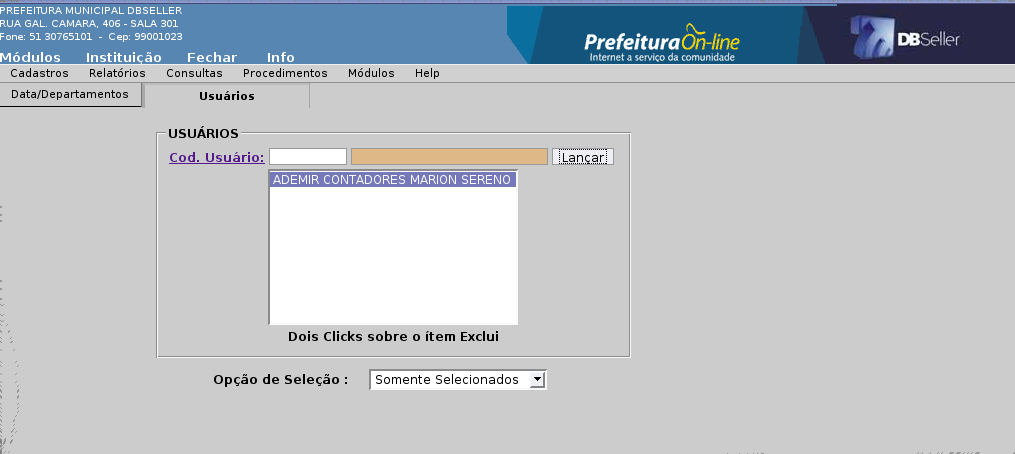 PREFEITURA MUNICIPAL DBSELLER
RUA GAL. CAMARA, 406 - SALA 301
Fone: 51 30765101 - Cep: 99001023
PrefeituraOn-line
Internet a serviço da comunidade
DBSeller
Módulos Instituição Fechar Info
Cadastros Relatórios Consultas Procedimentos Módulos Help
Data/Departamentos Usuários
USUÁRIOS
Cod. Usuário: Lançar
ADEMIR CONTADORES MARION SERENO
Dois Clicks sobre o ítem Exclui
Opção de Seleção : Somente Selecionados